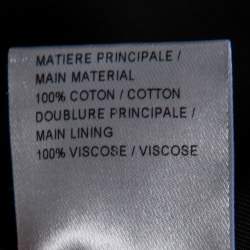 MATIERE PRINCIPALE /
MAIN MATERIAL
100% COTON / COTTON
DOUBLURE PRINCIPALE /
MAIN LINING
100% VISCOSE / VISCOSE